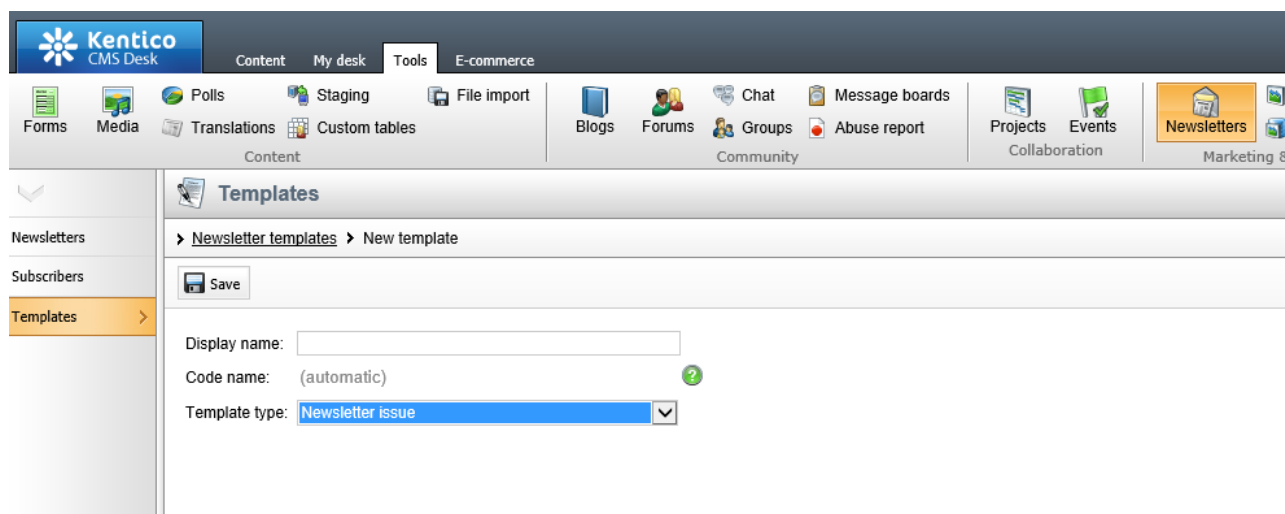 Kentico
CMS Desk
Content My desk Tools E-commerce
Forms Media Polls Staging File import Translations Custom tables
Content
Blogs Forums Chat Message boards Groups Abuse report
Community
Projects Events
Collaboration
Newsletters
Marketing &
Templates
Newsletters
Subscribers
Templates
Newsletter templates New template
Save
Display name:
Code name: (automatic)
Template type: Newsletter issue